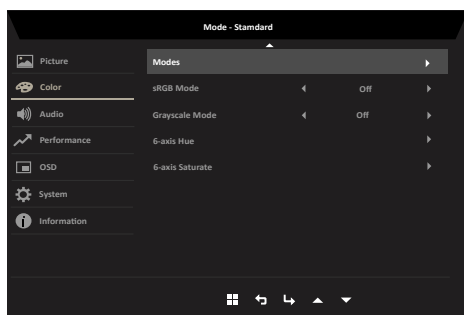 Mode - Stamdard
Picture
Modes
Color
sRGB Mode Off
Audio
Grayscale Mode Off
Performance
6-axis Hue
OSD
6-axis Saturate
System
Information